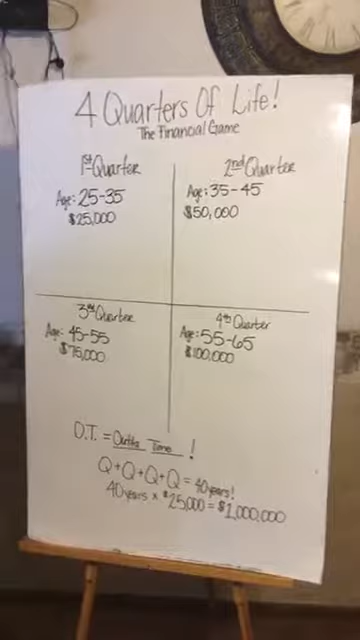 4 Quarters Of Life!
The Financial Game
1st Quarter
Age: 25-35
$25,000
2nd Quarter
Age: 35-45
$50,000
3rd Quarter
Age: 45-55
$75,000
4th Quarter
Age: 55-65
$100,000
O.T. = Outta Time!
Q+Q+Q+Q = 40 years!
40 years x $25,000 = $1,000,000